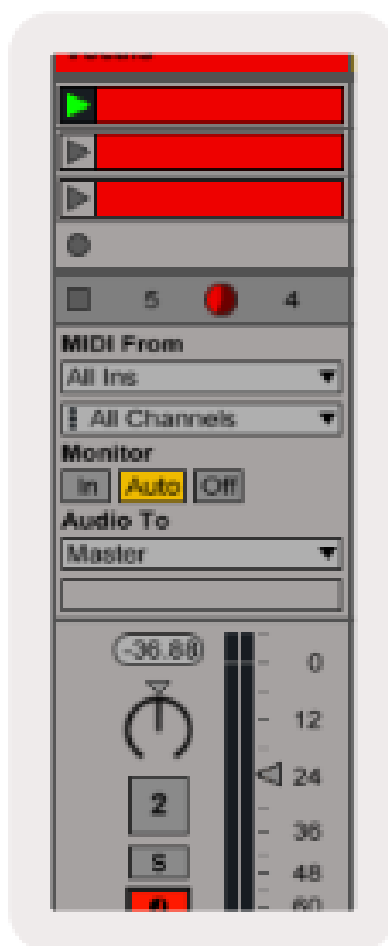 5 4
MIDI From
All Ins
All Channels
Monitor
In Auto Off
Audio To
Master
-36.88
0
12
24
2
36
S
48
60